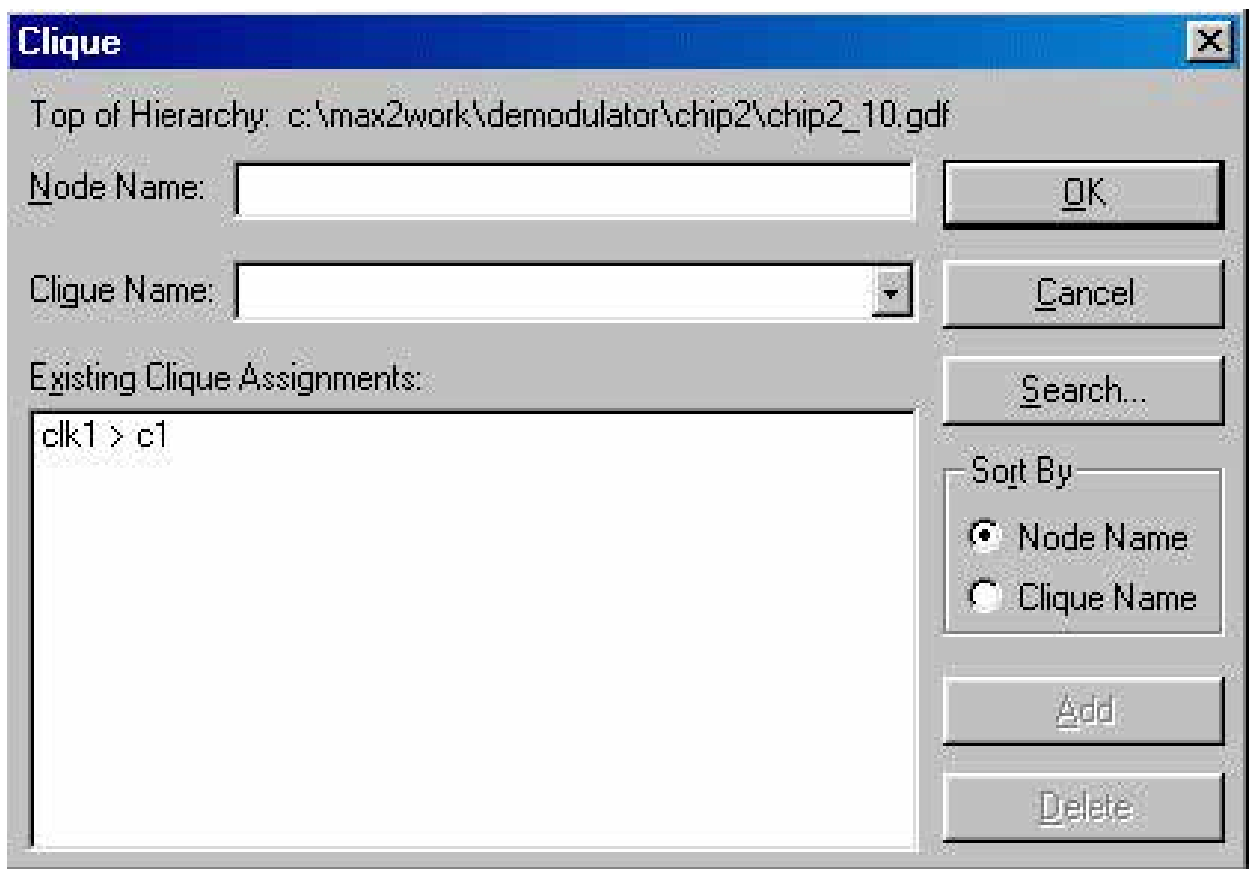 Clique
Top of Hierarchy: c:\max2work\demodulator\chip2\chip2_10.gdf
Node Name:
OK
Clique Name:
Cancel
Existing Clique Assignments:
Search...
clk1 > c1
Sort By
Node Name
Clique Name
Add
Delete